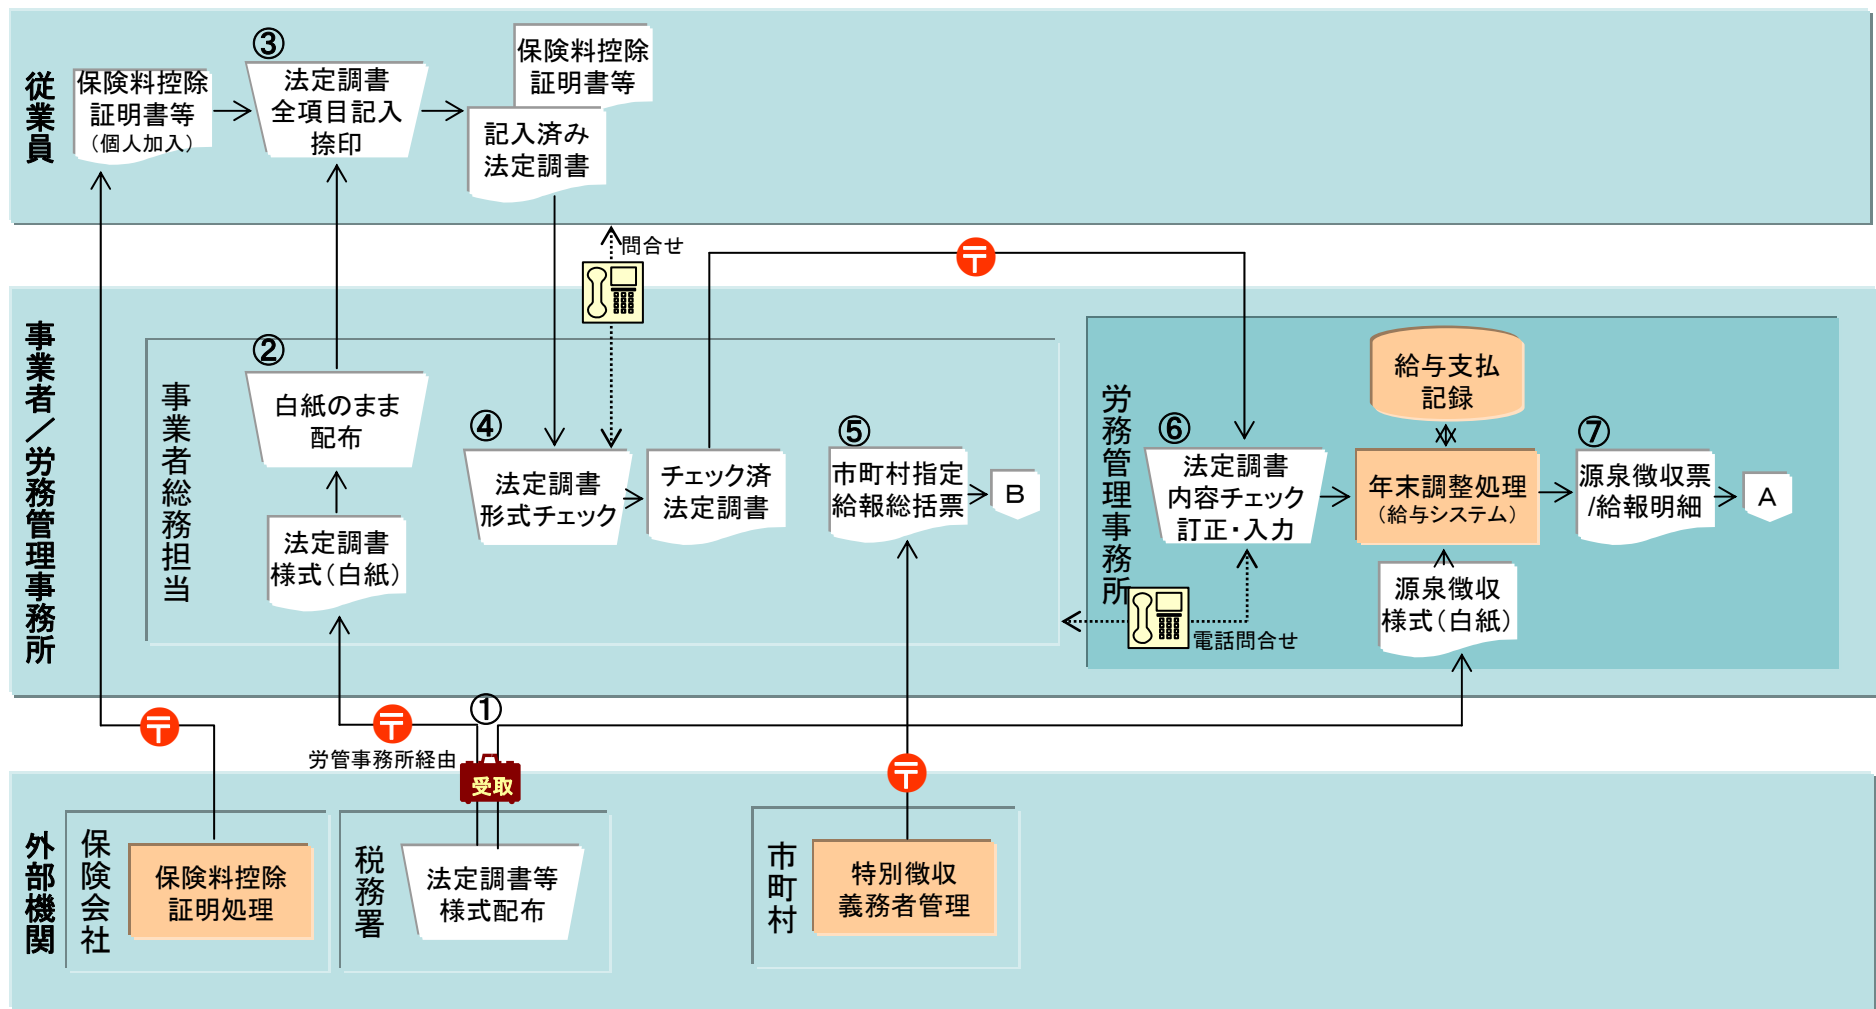 従業員
保険料控除
証明書等
（個人加入）
③
法定調書
全項目記入
捺印
保険料控除
証明書等
記入済み
法定調書
問合せ
〒
事業者／労務管理事務所
事業者総務担当
②
白紙のまま
配布
法定調書
様式（白紙）
④
法定調書
形式チェック
チェック済
法定調書
⑤
市町村指定
給報総括票
B
労務管理事務所
⑥
法定調書
内容チェック
訂正・入力
給与支払
記録
年末調整処理
（給与システム）
⑦
源泉徴収票
/給報明細
A
源泉徴収
様式（白紙）
電話問合せ
〒
〒
①
労管事務所経由
受取
〒
外部機関
保険会社
保険料控除
証明処理
税務署
法定調書等
様式配布
市町村
特別徴収
義務者管理